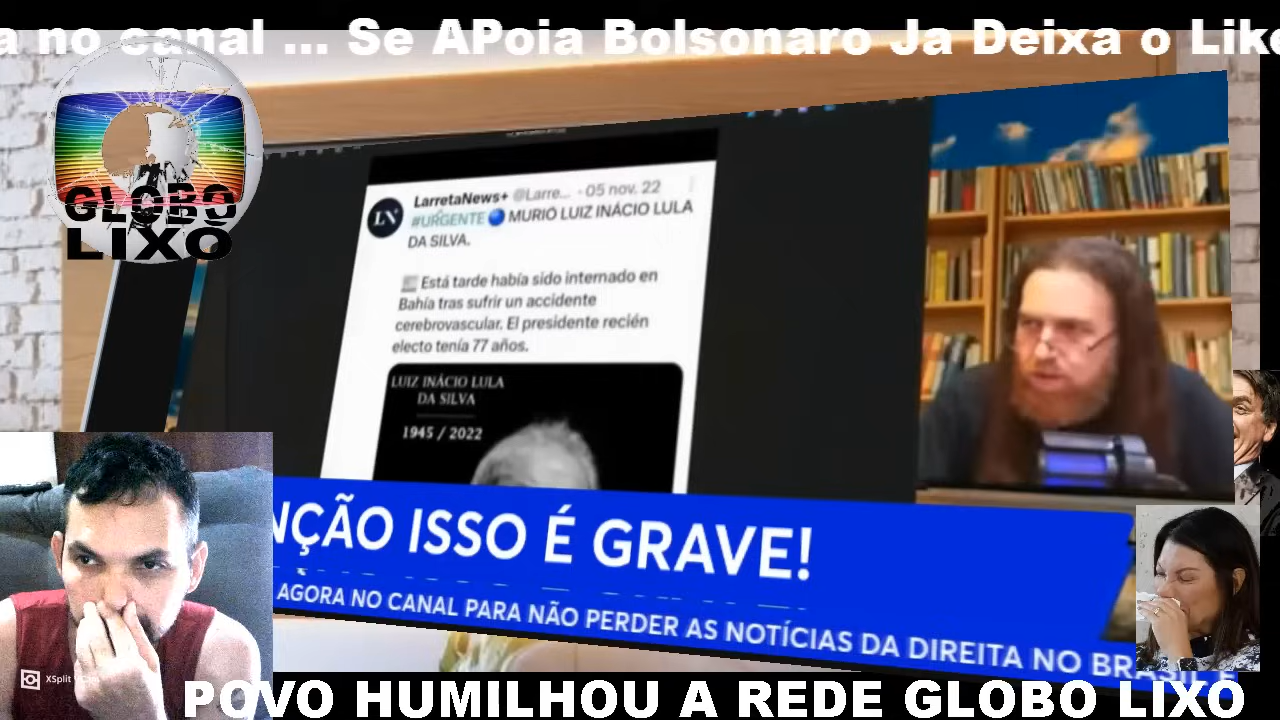 a no canal ... Se APoia Bolsonaro Ja Deixa o Like
GLOBO
LIXO
LarretaNews+ @Larre... · 05 nov. 22
LN
#URGENTE MURIÓ LUIZ INÁCIO LULA
DA SILVA.
Está tarde había sido internado en
Bahía tras sufrir un accidente
cerebrovascular. El presidente recién
electo tenía 77 años.
LUIZ INÁCIO LULA
DA SILVA
1945 / 2022
NÇÃO ISSO É GRAVE!
AGORA NO CANAL PARA NÃO PERDER AS NOTÍCIAS DA DIREITA NO BRASIL E
XSplit VCam
POVO HUMILHOU A REDE GLOBO LIXO